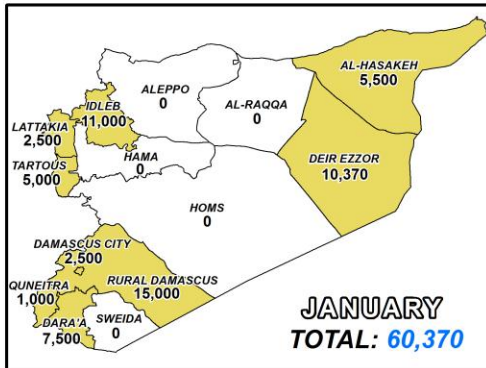 AL-HASAKEH
5,500
ALEPPO
0
AL-RAQQA
0
IDLEB
11,000
LATTAKIA
2,500
TARTOUS
5,000
HAMA
0
DEIR EZZOR
10,370
HOMS
0
DAMASCUS CITY
2,500
RURAL DAMASCUS
15,000
QUNEITRA
1,000
DARA'A
7,500
SWEIDA
0
JANUARY
TOTAL: 60,370